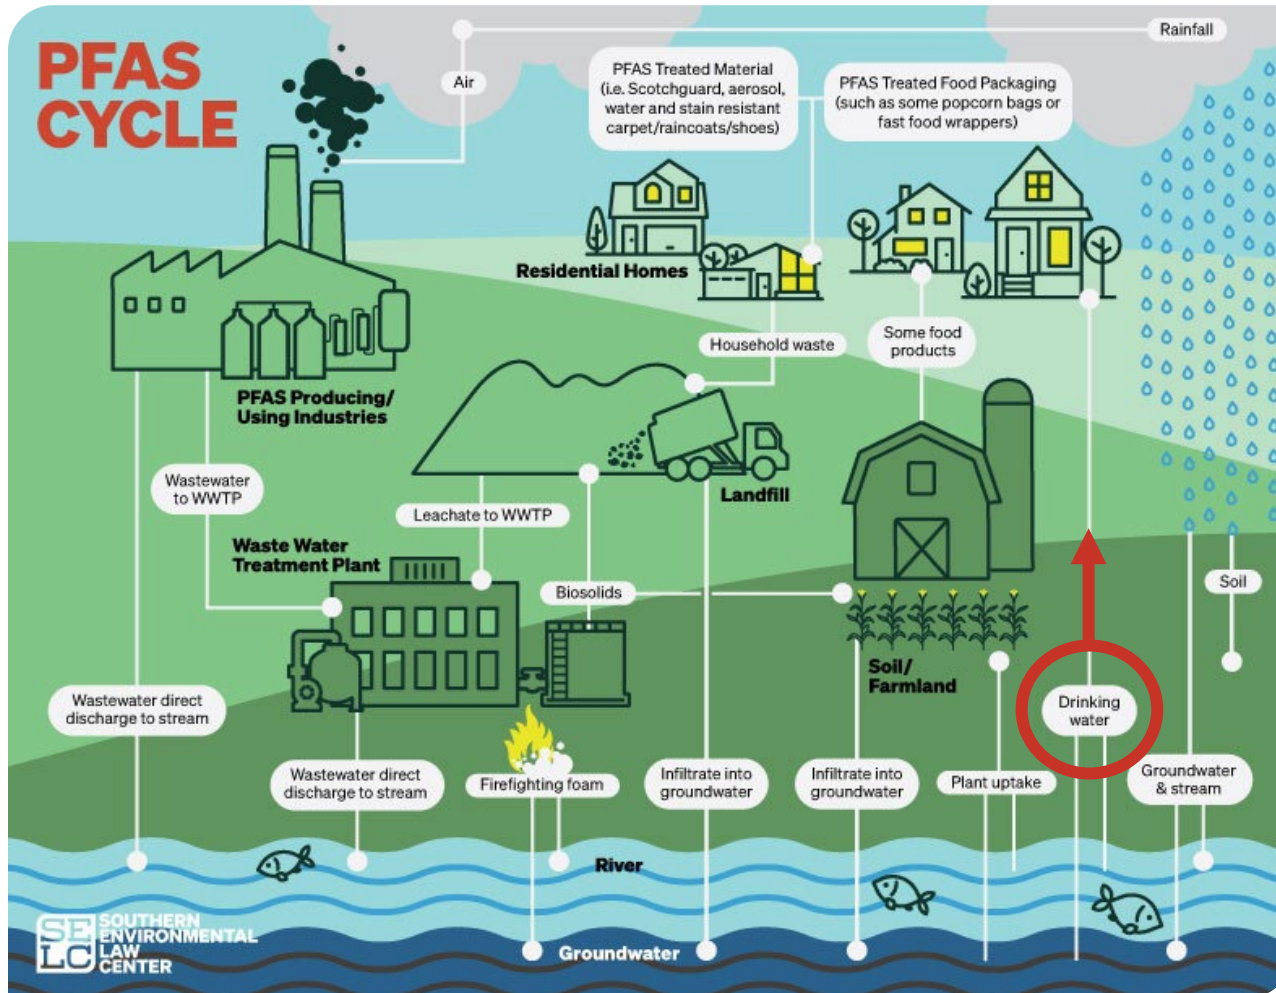 PFAS
CYCLE
Rainfall
Air
PFAS Treated Material
(i.e. Scotchguard, aerosol,
water and stain resistant
carpet/raincoats/shoes)
PFAS Treated Food Packaging
(such as some popcorn bags or
fast food wrappers)
Residential Homes
Household waste
Some food
products
PFAS Producing/
Using Industries
Wastewater
to WWTP
Leachate to WWTP
Landfill
Waste Water
Treatment Plant
Biosolids
Soil
Soil/
Farmland
Wastewater direct
discharge to stream
Drinking
water
Wastewater direct
discharge to stream
Firefighting foam
Infiltrate into
groundwater
Infiltrate into
groundwater
Plant uptake
Groundwater
& stream
River
Groundwater
SE
LC
SOUTHERN
ENVIRONMENTAL
LAW
CENTER